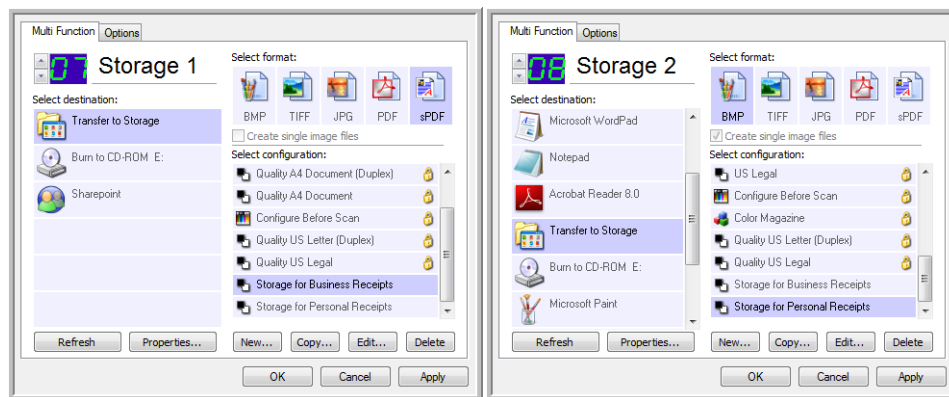 Multi Function Options
07 Storage 1
Select destination:
Transfer to Storage
Burn to CD-ROM E:
Sharepoint
Refresh Properties...
Select format:
BMP TIFF JPG PDF sPDF
Create single image files
Select configuration:
Quality A4 Document (Duplex)
Quality A4 Document
Configure Before Scan
Quality US Letter (Duplex)
Quality US Legal
Storage for Business Receipts
Storage for Personal Receipts
New... Copy... Edit... Delete
OK Cancel Apply
Multi Function Options
08 Storage 2
Select destination:
Microsoft WordPad
Notepad
Acrobat Reader 8.0
Transfer to Storage
Burn to CD-ROM E:
Microsoft Paint
Refresh Properties...
Select format:
BMP TIFF JPG PDF sPDF
Create single image files
Select configuration:
US Legal
Configure Before Scan
Color Magazine
Quality US Letter (Duplex)
Quality US Legal
Storage for Business Receipts
Storage for Personal Receipts
New... Copy... Edit... Delete
OK Cancel Apply